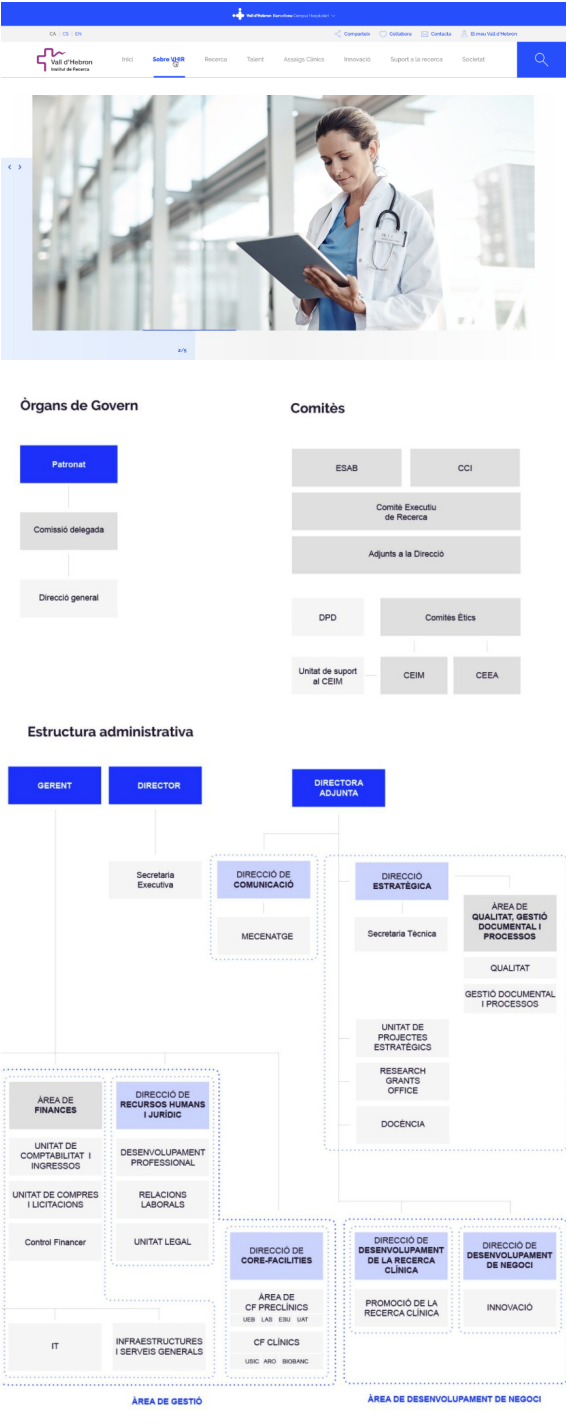 Vall d'Hebron Barcelona Campus Hospitalari
CA | ES | EN
Comparteix
Col·labora
Contacta
El meu Vall d'Hebron
Vall d'Hebron
Institut de Recerca
Inici
Sobre VHIR
Recerca
Talent
Assaigs Clínics
Innovació
Suport a la recerca
Societat
2/5
Òrgans de Govern
Patronat
Comissió delegada
Direcció general
Comitès
ESAB
CCI
Comitè Executiu
de Recerca
Adjunts a la Direcció
DPD
Comitès Ètics
Unitat de suport
al CEIM
CEIM
CEEA
Estructura administrativa
GERENT
DIRECTOR
DIRECTORA
ADJUNTA
Secretaria
Executiva
DIRECCIÓ DE
COMUNICACIÓ
MECENATGE
DIRECCIÓ
ESTRATÈGICA
Secretaria Tècnica
ÀREA DE
QUALITAT, GESTIÓ
DOCUMENTAL I
PROCESSOS
QUALITAT
GESTIÓ DOCUMENTAL
I PROCESSOS
UNITAT DE
PROJECTES
ESTRATÈGICS
RESEARCH
GRANTS
OFFICE
DOCÈNCIA
ÀREA DE
FINANCES
UNITAT DE
COMPTABILITAT I
INGRESSOS
UNITAT DE COMPRES
I LICITACIONS
Control Financer
DIRECCIÓ DE
RECURSOS HUMANS
I JURÍDIC
DESENVOLUPAMENT
PROFESSIONAL
RELACIONS
LABORALS
UNITAT LEGAL
IT
INFRAESTRUCTURES
I SERVEIS GENERALS
DIRECCIÓ DE
CORE-FACILITIES
ÀREA DE
CF PRECLÍNICS
UEB LAS ESU UAT
CF CLÍNICS
USIC ARO BIOBANC
DIRECCIÓ DE
DESENVOLUPAMENT
DE LA RECERCA
CLÍNICA
PROMOCIÓ DE LA
RECERCA CLÍNICA
DIRECCIÓ DE
DESENVOLUPAMENT
DE NEGOCI
INNOVACIÓ
ÀREA DE GESTIÓ
ÀREA DE DESENVOLUPAMENT DE NEGOCI